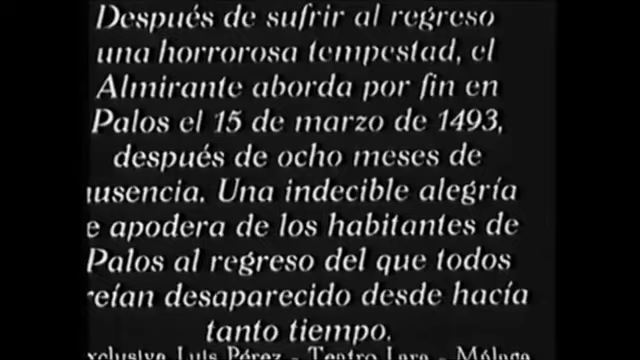 Después de sufrir al regreso
una horrorosa tempestad, el
Almirante aborda por fin en
Palos el 15 de marzo de 1493,
después de ocho meses de
ausencia. Una indecible alegría
e apodera de los habitantes de
Palos al regreso del que todos
reían desaparecido desde hacía
tanto tiempo.
xclusiva Luis Pérez - Teatro Lara - Málaga